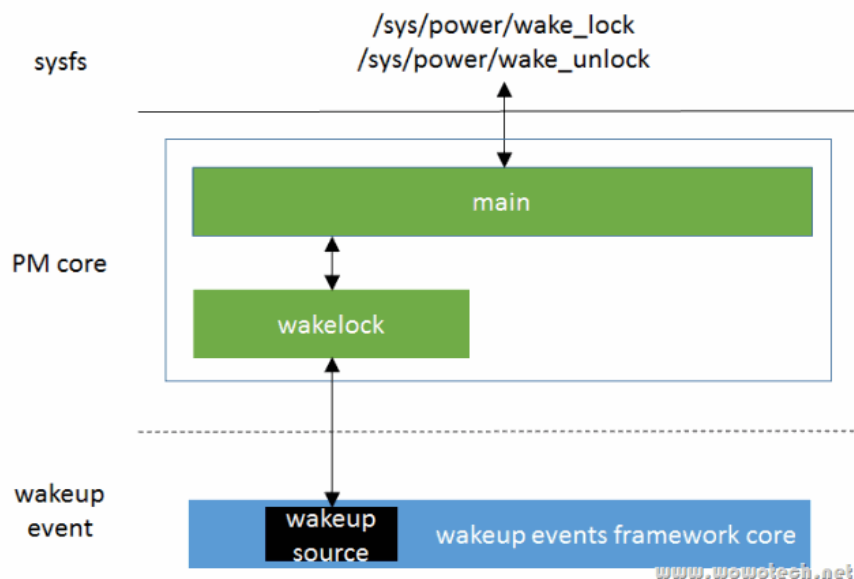 /sys/power/wake_lock
sysfs
/sys/power/wake_unlock
main
PM core
wakelock
wakeup
event
wakeup
source
wakeup events framework core
www.wowotech.net